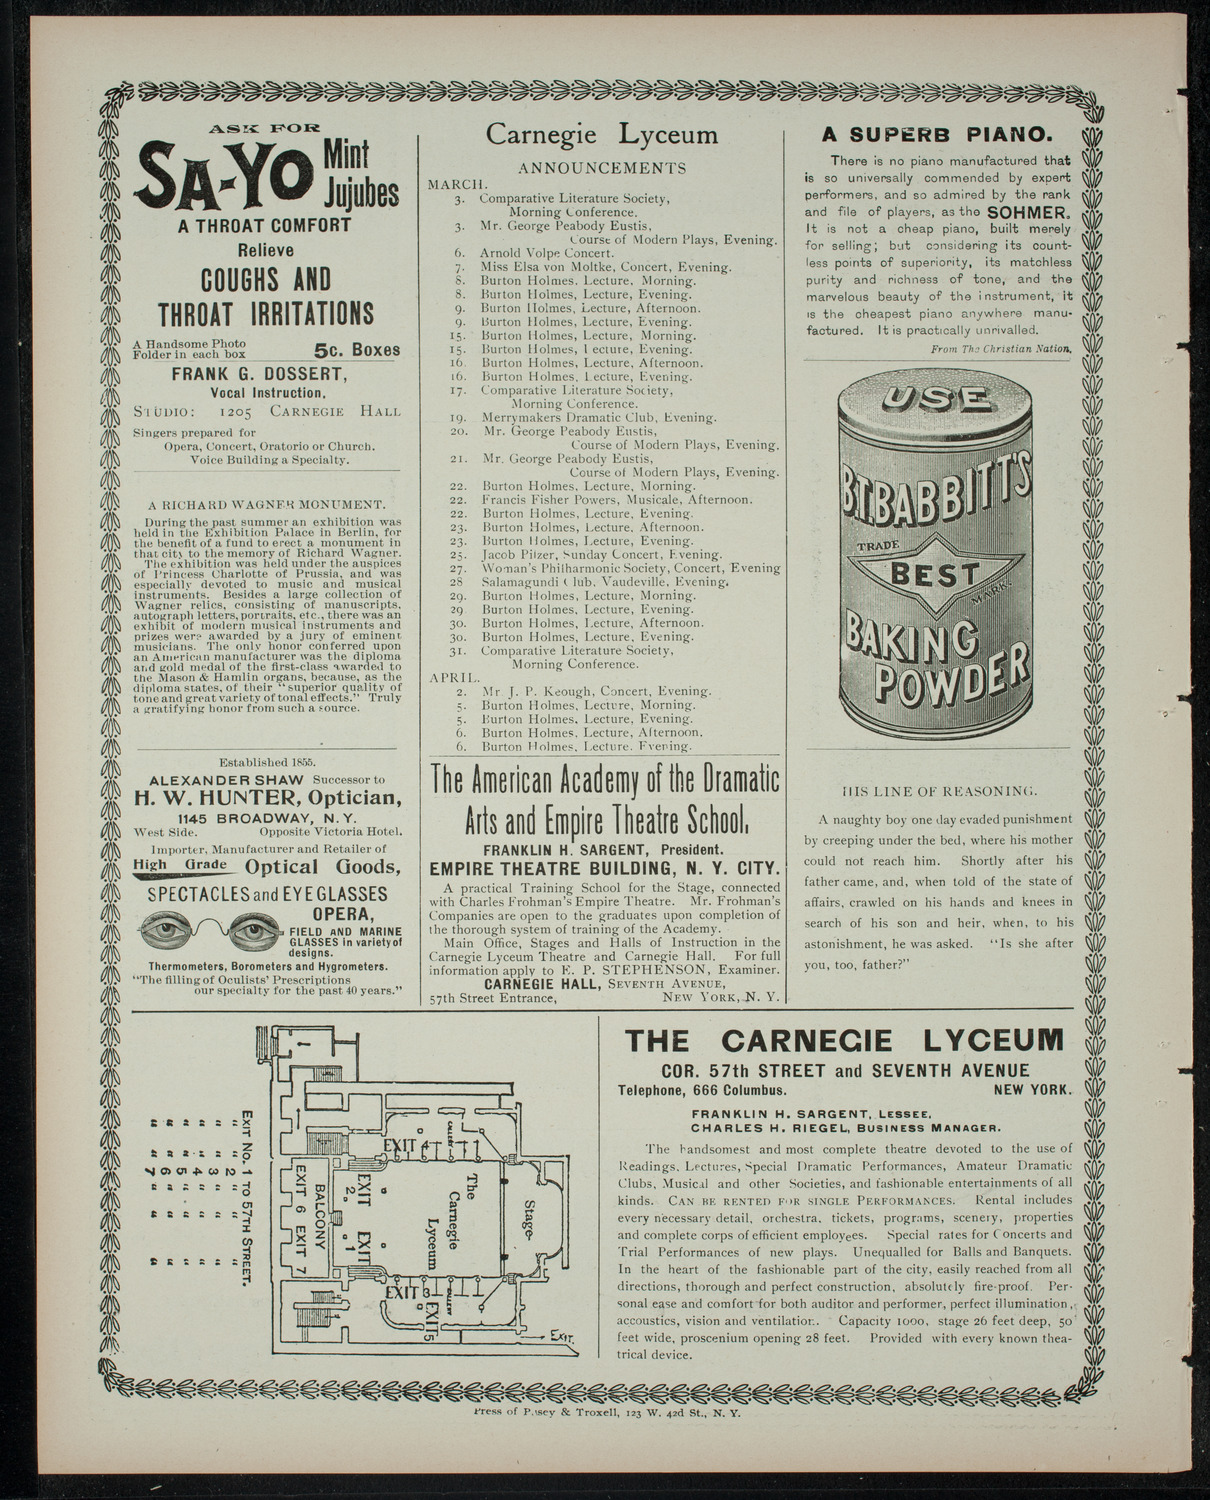 ASK FOR
SA-YO Mint
Jujubes
A THROAT COMFORT
Relieve
COUGHS AND
THROAT IRRITATIONS
A Handsome Photo
Folder in each box 5c. Boxes
FRANK G. DOSSERT,
Vocal Instruction.
STUDIO: 1205 CARNEGIE HALL
Singers prepared for
Opera, Concert, Oratorio or Church.
Voice Building a Specialty.
A RICHARD WAGNER MONUMENT.
During the past summer an exhibition was
held in the Exhibition Palace in Berlin, for
the benefit of a fund to erect a monument in
that city to the memory of Richard Wagner.
The exhibition was held under the auspices
of Princess Charlotte of Prussia, and was
especially devoted to music and musical
instruments. Besides a large collection of
Wagner relics, consisting of manuscripts,
autograph letters, portraits, etc., there was an
exhibit of modern musical instruments and
prizes were awarded by a jury of eminent
musicians. The only honor conferred upon
an American manufacturer was the diploma
and gold medal of the first-class awarded to
the Mason & Hamlin organs, because, as the
diploma states, of their "superior quality of
tone and great variety of tonal effects." Truly
a gratifying honor from such a source.
Established 1855.
ALEXANDER SHAW Successor to
H. W. HUNTER, Optician,
1145 BROADWAY, N.Y.
West Side. Opposite Victoria Hotel.
Importer, Manufacturer and Retailer of
High Grade Optical Goods,
SPECTACLES and EYEGLASSES
OPERA,
FIELD AND MARINE
GLASSES in variety of
designs.
Thermometers, Borometers and Hygrometers.
"The filling of Oculists' Prescriptions
our specialty for the past 40 years."
Carnegie Lyceum
ANNOUNCEMENTS
MARCH.
3. Comparative Literature Society,
Morning Conference.
3. Mr. George Peabody Eustis,
Course of Modern Plays, Evening.
6. Arnold Volpe Concert.
7. Miss Elsa von Moltke, Concert, Evening.
8. Burton Holmes, Lecture, Morning.
8. Burton Holmes, Lecture, Evening.
9. Burton Holmes, Lecture, Afternoon.
9. Burton Holmes, Lecture, Evening.
15. Burton Holmes, Lecture, Morning.
15. Burton Holmes, Lecture, Evening.
16. Burton Holmes, Lecture, Afternoon.
16. Burton Holmes, Lecture, Evening.
17. Comparative Literature Society,
Morning Conference.
19. Merrymakers Dramatic Club, Evening.
20. Mr. George Peabody Eustis,
Course of Modern Plays, Evening.
21. Mr. George Peabody Eustis,
Course of Modern Plays, Evening.
22. Burton Holmes, Lecture, Morning.
22. Francis Fisher Powers, Musicale, Afternoon.
22. Burton Holmes, Lecture, Evening.
23. Burton Holmes, Lecture, Afternoon.
23. Burton Holmes, Lecture, Evening.
25. Jacob Pilzer, Sunday Concert, Evening.
27. Woman's Philharmonic Society, Concert, Evening
28 Salamagundi Club, Vaudeville, Evening.
29. Burton Holmes, Lecture, Morning.
29 Burton Holmes, Lecture, Evening.
30. Burton Holmes, Lecture, Afternoon.
30. Burton Holmes, Lecture, Evening.
31. Comparative Literature Society,
Morning Conference.
APRIL.
2. Mr. J. P. Keough, Concert, Evening.
5. Burton Holmes, Lecture, Morning.
5. Burton Holmes, Lecture, Evening.
6. Burton Holmes, Lecture, Afternoon.
6. Burton Holmes, Lecture, Evening.
The American Academy of the Dramatic
Arts and Empire Theatre School.
FRANKLIN H. SARGENT, President.
EMPIRE THEATRE BUILDING, N. Y. CITY.
A practical Training School for the Stage, connected
with Charles Frohman's Empire Theatre. Mr. Frohman's
Companies are open to the graduates upon completion of
the thorough system of training of the Academy.
Main Office, Stages and Halls of Instruction in the
Carnegie Lyceum Theatre and Carnegie Hall. For full
information apply to E. P. STEPHENSON, Examiner.
CARNEGIE HALL, SEVENTH AVENUE,
57th Street Entrance, NEW YORK, N. Y.
A SUPERB PIANO.
There is no piano manufactured that
is so universally commended by expert
performers, and so admired by the rank
and file of players, as the SOHMER.
It is not a cheap piano, built merely
for selling; but considering its count-
less points of superiority, its matchless
purity and richness of tone, and the
marvelous beauty of the instrument, it
is the cheapest piano anywhere manu-
factured. It is practically unrivalled.
From The Christian Nation.
USE
B.T. BABBITT'S
TRADE
BEST
MARK.
BAKING
POWDER
HIS LINE OF REASONING.
A naughty boy one day evaded punishment
by creeping under the bed, where his mother
could not reach him. Shortly after his
father came, and, when told of the state of
affairs, crawled on his hands and knees in
search of his son and heir, when, to his
astonishment, he was asked. "Is she after
you, too, father?"
EXIT NO. 1 TO 57TH STREET.
" " 2 " " "
" " 3 " " "
" " 4 " " "
" " 5 " " "
" " 6 " " "
" " 7 " " "
BALCONY
EXIT 6 EXIT 7
EXIT 2
EXIT 1
EXIT 4
GALLERY
The
Carnegie
Lyceum
Stage
EXIT 3
GALLERY
EXIT 5
EXIT.
THE CARNEGIE LYCEUM
COR. 57th STREET and SEVENTH AVENUE
Telephone, 666 Columbus. NEW YORK.
FRANKLIN H. SARGENT, LESSEE.
CHARLES H. RIEGEL, BUSINESS MANAGER.
The handsomest and most complete theatre devoted to the use of
Readings, Lectures, Special Dramatic Performances, Amateur Dramatic
Clubs, Musical and other Societies, and fashionable entertainments of all
kinds. CAN BE RENTED FOR SINGLE PERFORMANCES. Rental includes
every necessary detail, orchestra, tickets, programs, scenery, properties
and complete corps of efficient employees. Special rates for Concerts and
Trial Performances of new plays. Unequalled for Balls and Banquets.
In the heart of the fashionable part of the city, easily reached from all
directions, thorough and perfect construction, absolutely fire-proof. Per-
sonal ease and comfort for both auditor and performer, perfect illumination,
accoustics, vision and ventilation. Capacity 1000, stage 26 feet deep, 50
feet wide, proscenium opening 28 feet. Provided with every known thea-
trical device.
Press of Pusey & Troxell, 123 W. 42d St., N. Y.